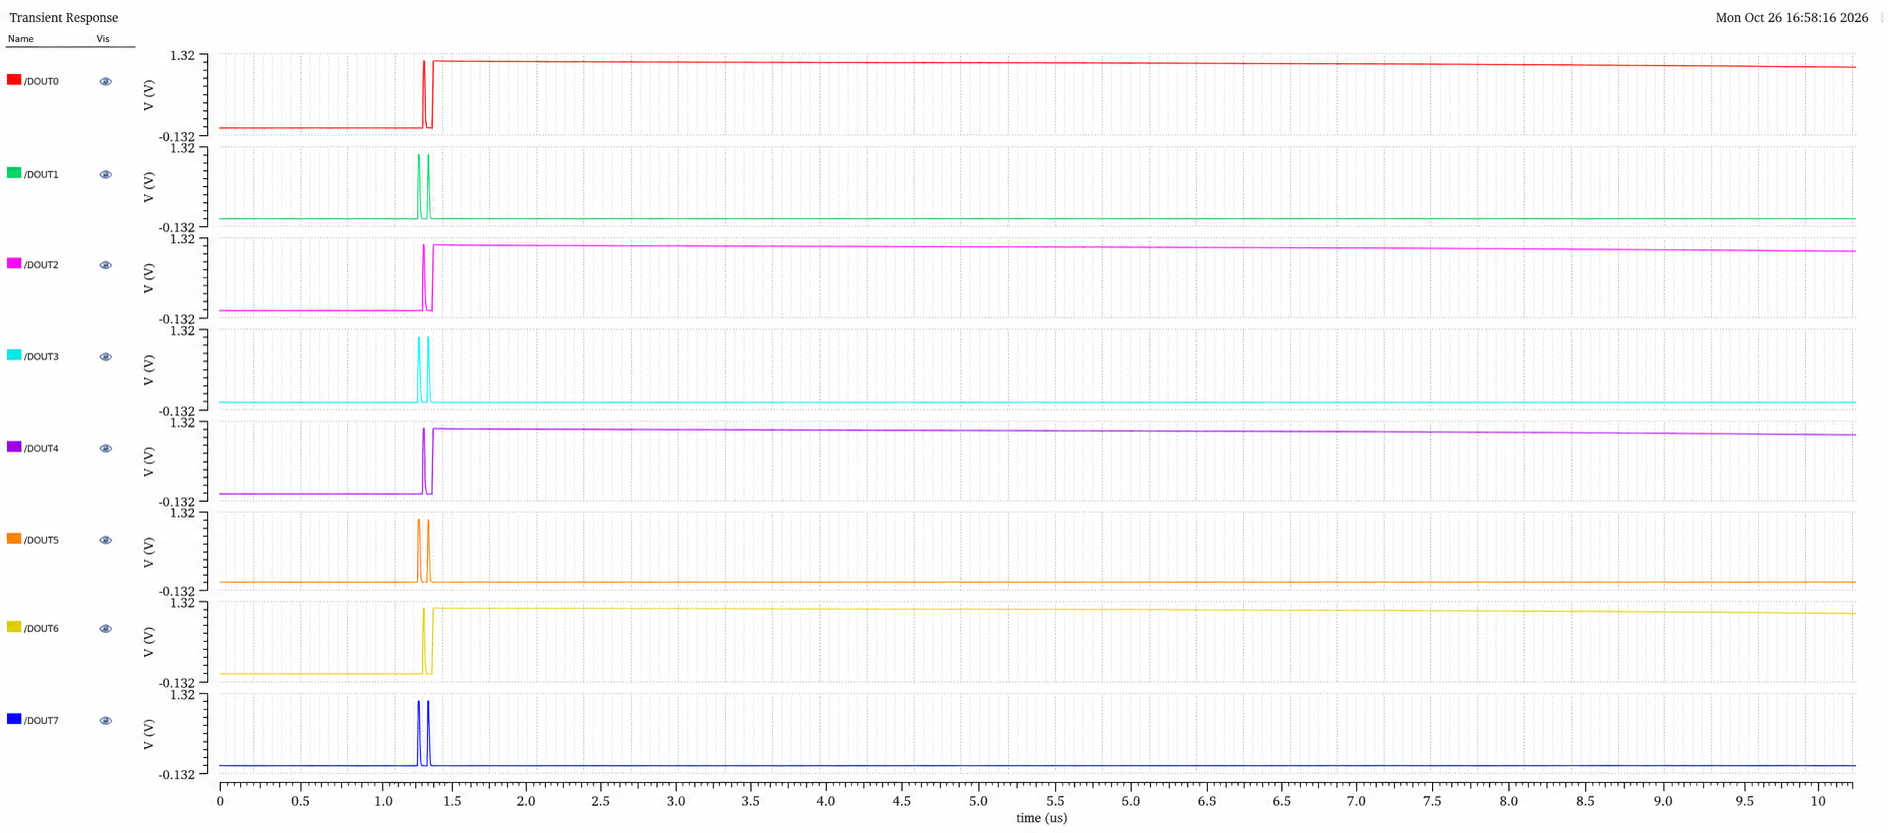 Transient Response
Mon Oct 26 16:58:16 2026
Name Vis
/DOUT0
V (V)
1.32
-0.132
/DOUT1
V (V)
1.32
-0.132
/DOUT2
V (V)
1.32
-0.132
/DOUT3
V (V)
1.32
-0.132
/DOUT4
V (V)
1.32
-0.132
/DOUT5
V (V)
1.32
-0.132
/DOUT6
V (V)
1.32
-0.132
/DOUT7
V (V)
1.32
-0.132
0 0.5 1.0 1.5 2.0 2.5 3.0 3.5 4.0 4.5 5.0 5.5 6.0 6.9 6.5 7.0 7.5 8.0 8.5 9.0 9.5 10
time (us)